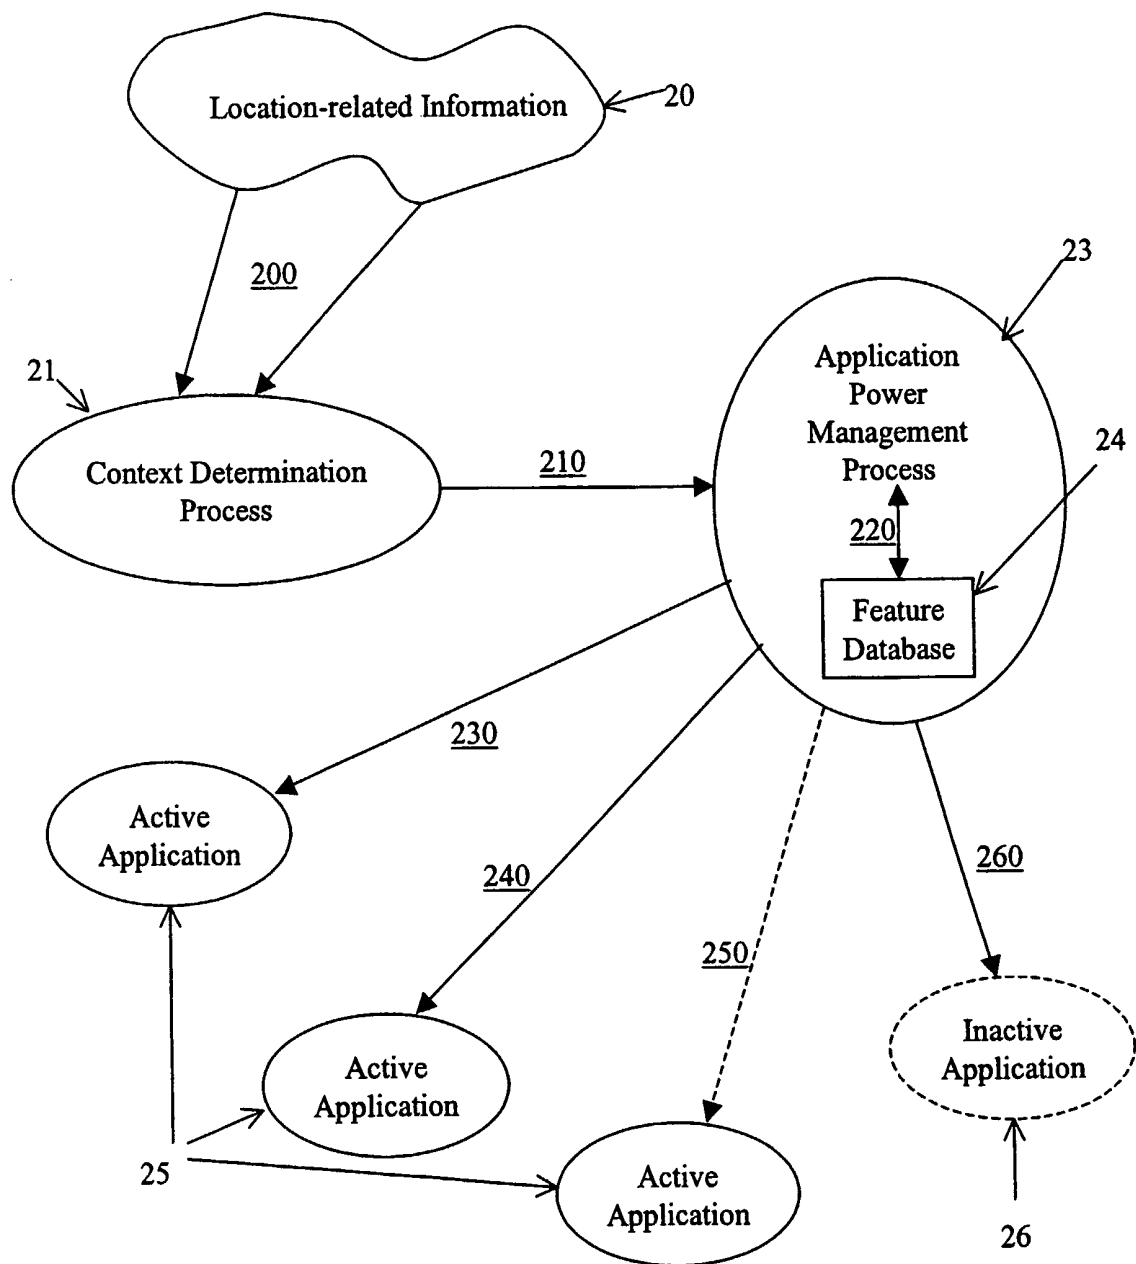 Location-related Information
20
200
23
21
Application
Power
Management
Process
24
Context Determination
Process
210
220
Feature
Database
230
Active
Application
240
250
260
Inactive
Application
Active
Application
25
Active
Application
26